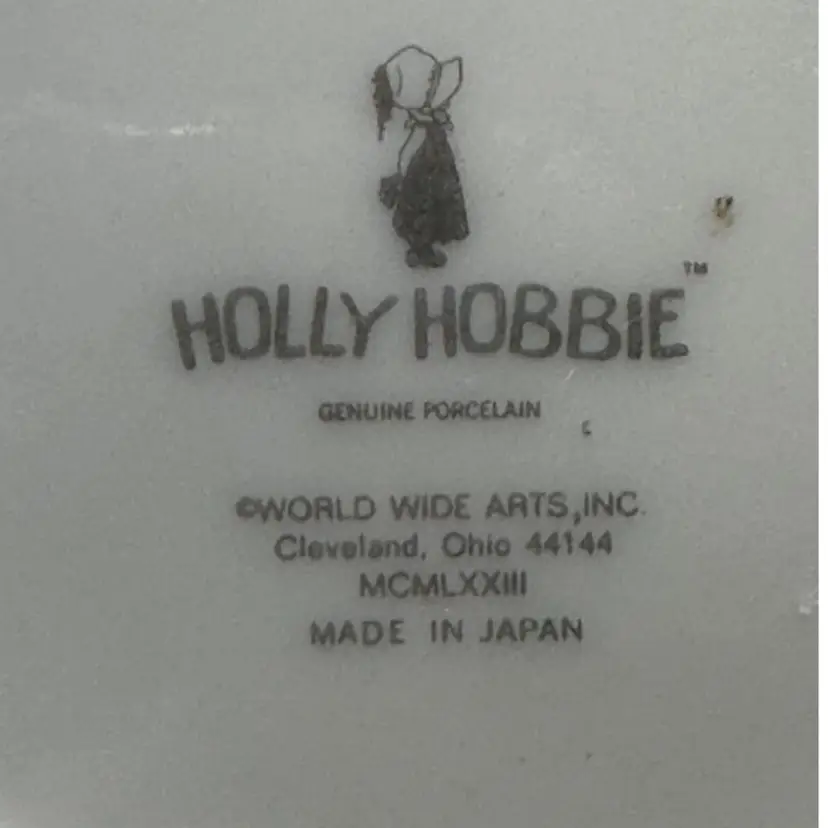 HOLLY HOBBIE™
GENUINE PORCELAIN
©WORLD WIDE ARTS,INC.
Cleveland, Ohio 44144
MCMLXXIII
MADE IN JAPAN